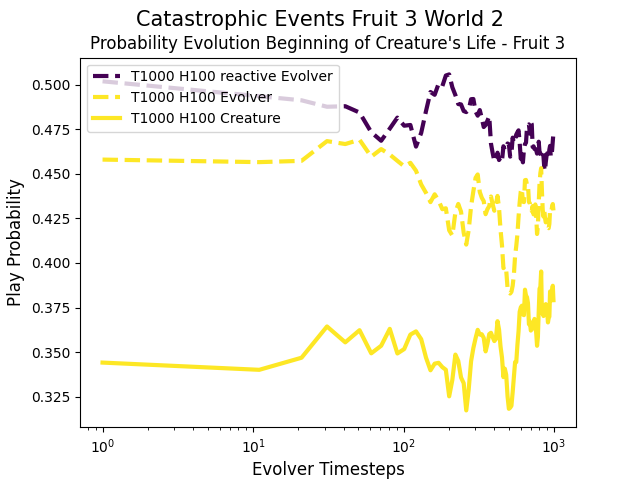 Catastrophic Events Fruit 3 World 2
Probability Evolution Beginning of Creature's Life - Fruit 3
T1000 H100 reactive Evolver
T1000 H100 Evolver
T1000 H100 Creature
Play Probability
0.500
0.475
0.450
0.425
0.400
0.375
0.350
0.325
10⁰ 10¹ 10² 10³
Evolver Timesteps